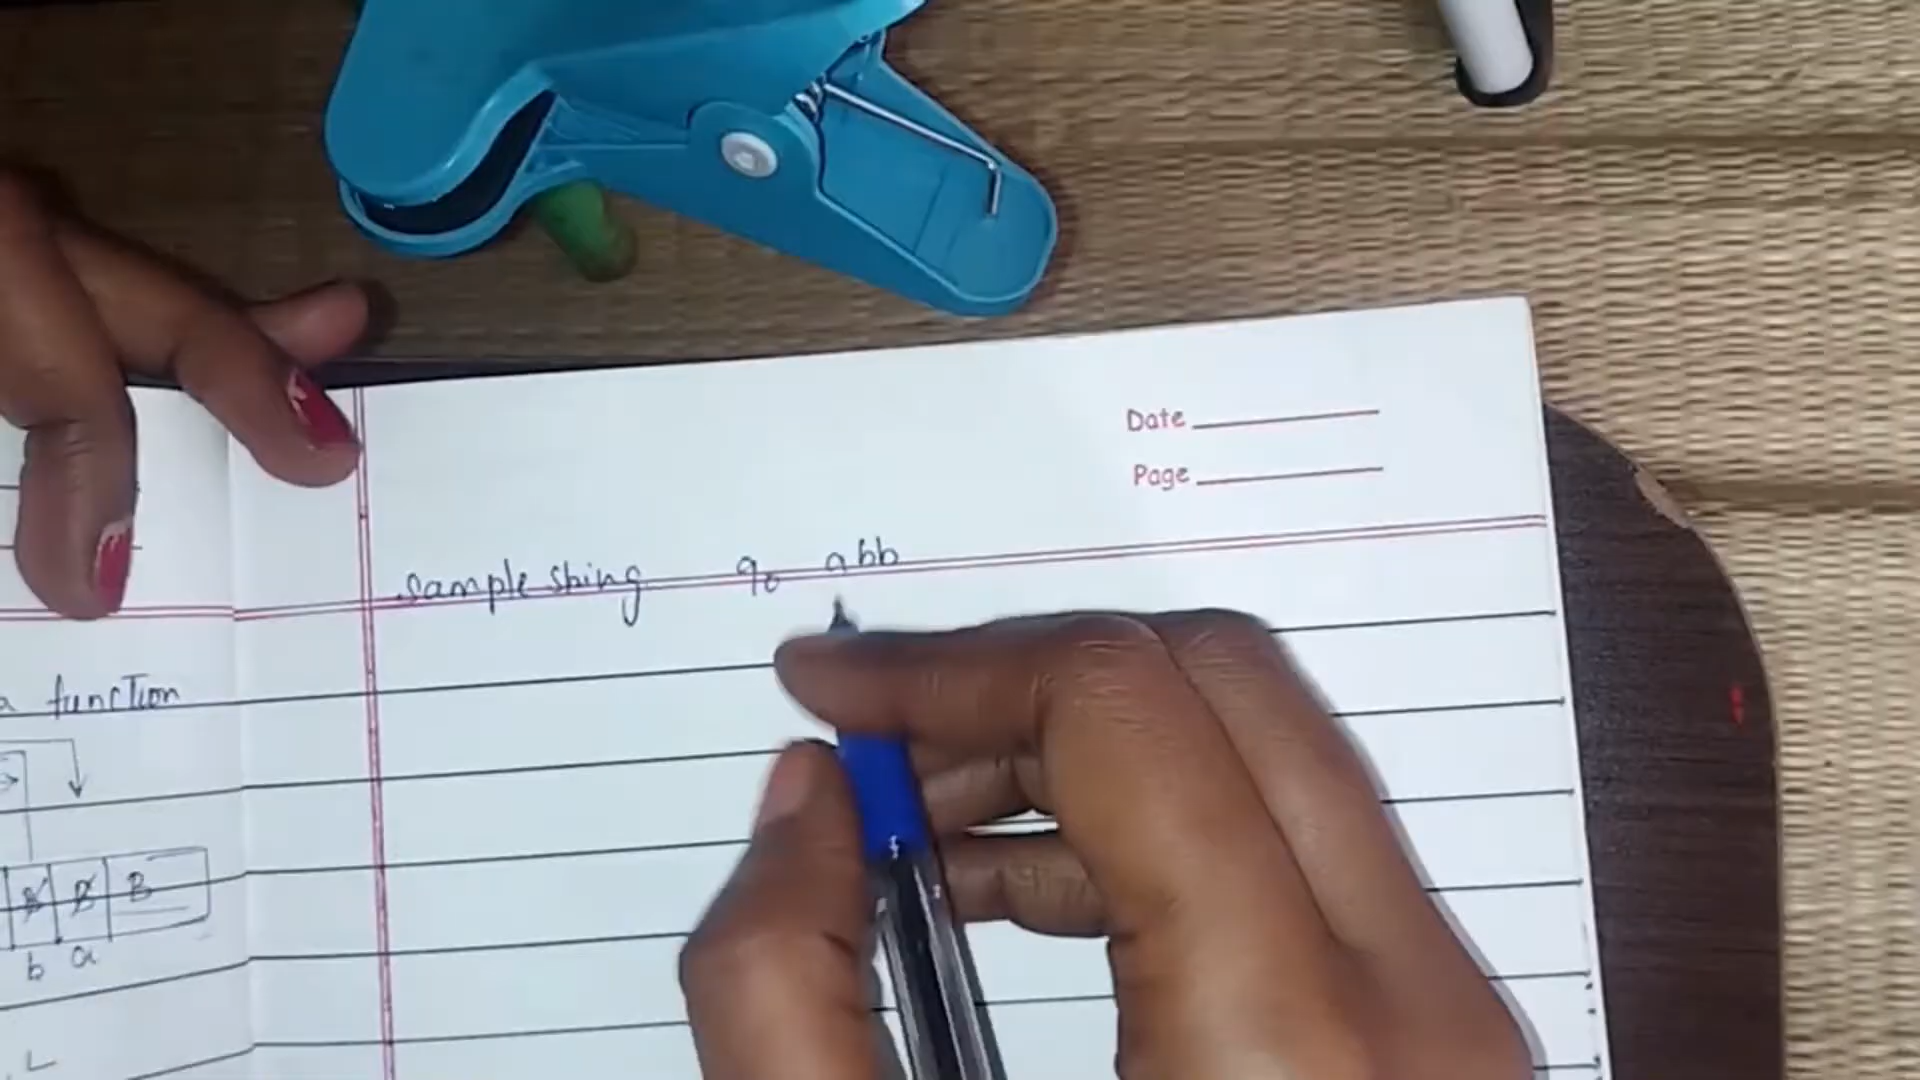 Date
Page
sample string q₀ abb
a function
B B B
b a
L